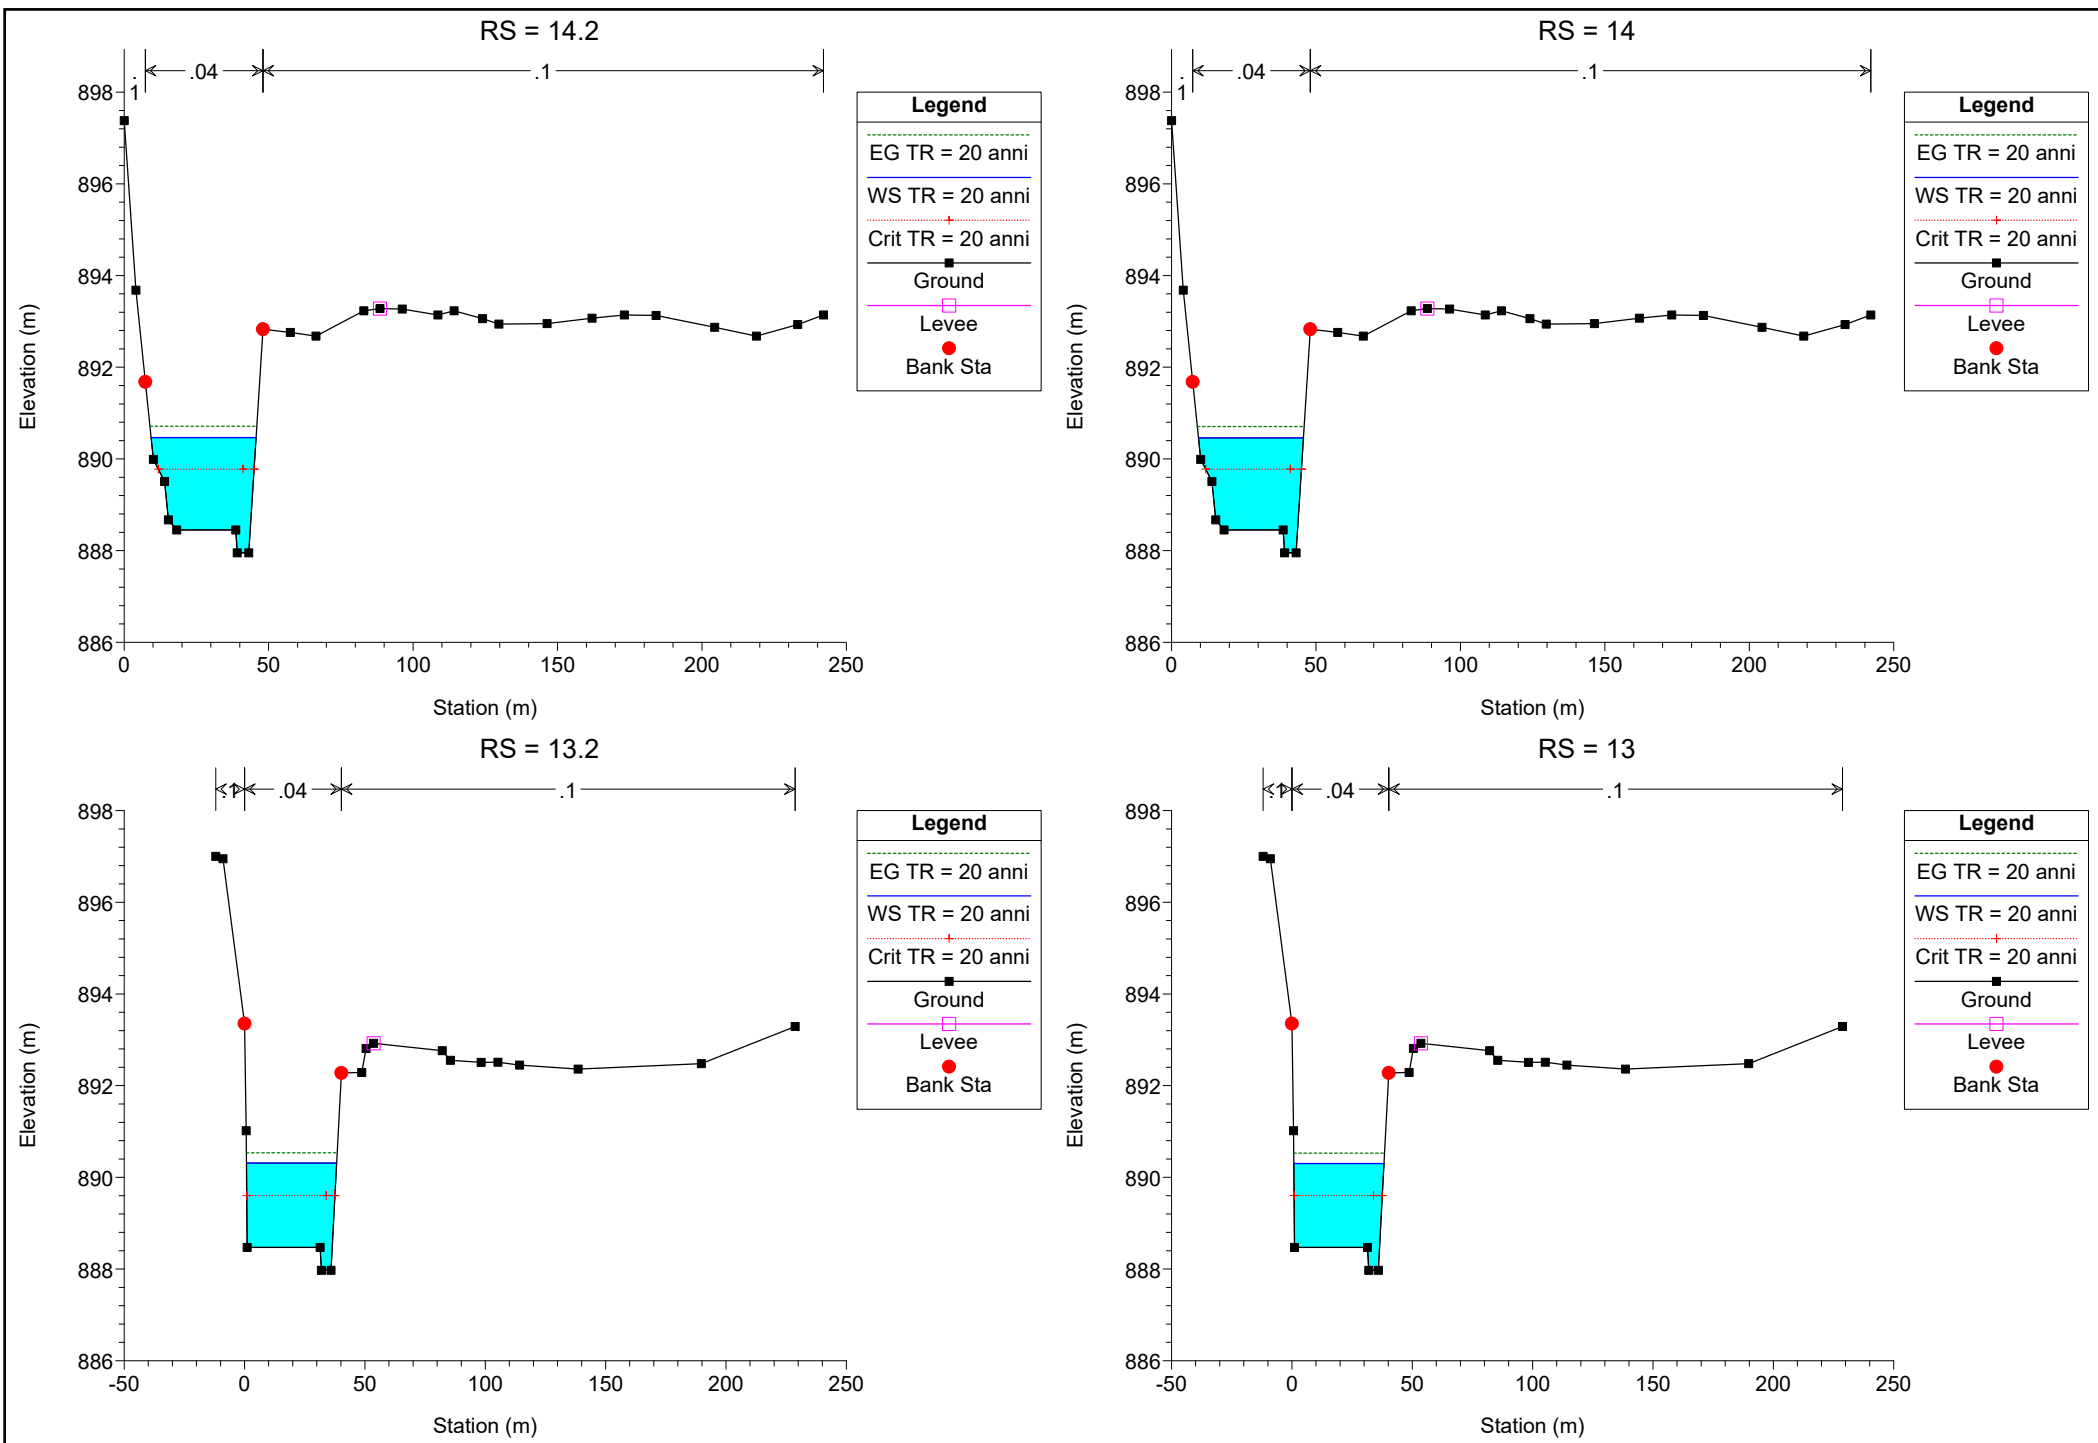 RS = 14.2
.1
.04
.1
898
896
894
892
890
888
886
0
50
100
150
200
250
Elevation (m)
Station (m)
Legend
EG TR = 20 anni
WS TR = 20 anni
Crit TR = 20 anni
Ground
Levee
Bank Sta
RS = 14
.1
.04
.1
898
896
894
892
890
888
886
0
50
100
150
200
250
Elevation (m)
Station (m)
Legend
EG TR = 20 anni
WS TR = 20 anni
Crit TR = 20 anni
Ground
Levee
Bank Sta
RS = 13.2
.1
.04
.1
898
896
894
892
890
888
886
-50
0
50
100
150
200
250
Elevation (m)
Station (m)
Legend
EG TR = 20 anni
WS TR = 20 anni
Crit TR = 20 anni
Ground
Levee
Bank Sta
RS = 13
.1
.04
.1
898
896
894
892
890
888
886
-50
0
50
100
150
200
250
Elevation (m)
Station (m)
Legend
EG TR = 20 anni
WS TR = 20 anni
Crit TR = 20 anni
Ground
Levee
Bank Sta